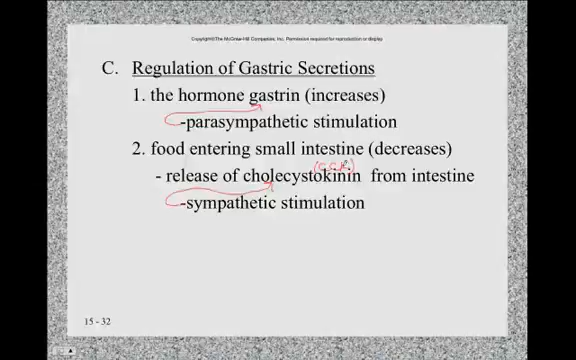 Copyright©The McGraw-Hill Companies, Inc. Permission required for reproduction or display
C. Regulation of Gastric Secretions
1. the hormone gastrin (increases)
-parasympathetic stimulation
2. food entering small intestine (decreases)
(CCK)
- release of cholecystokinin from intestine
-sympathetic stimulation
15 - 32